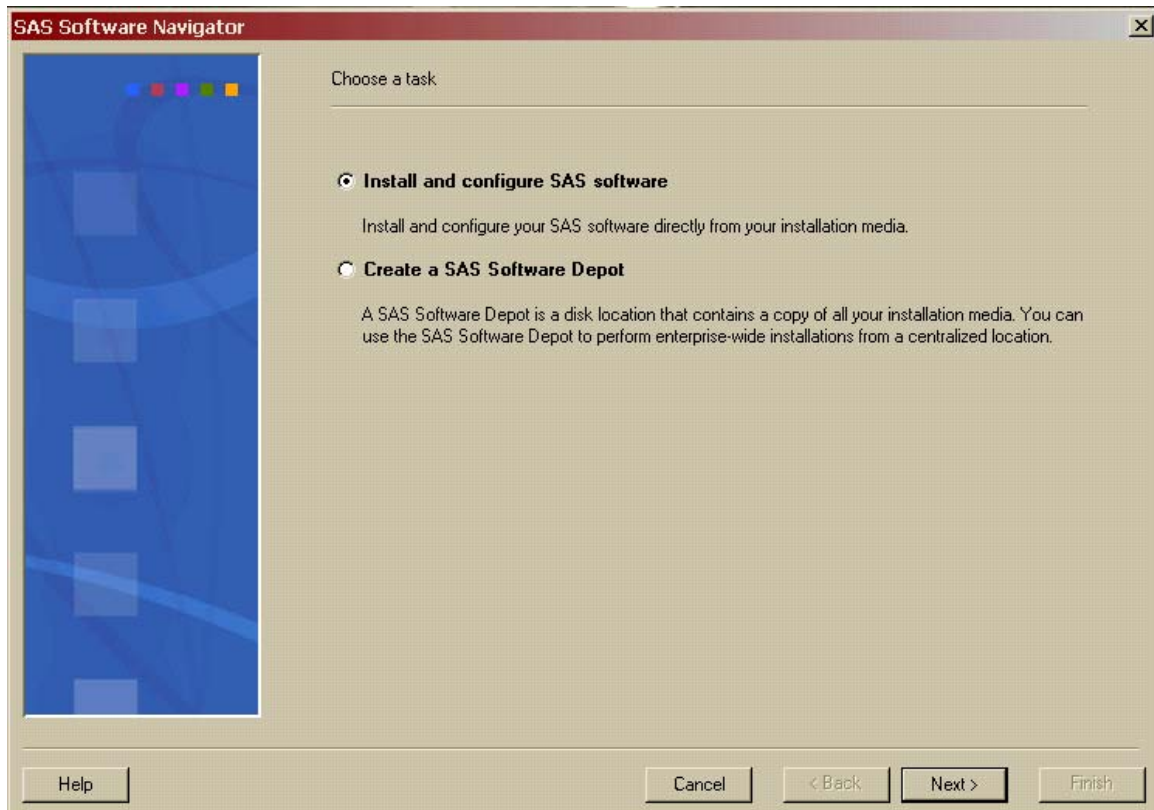 SAS Software Navigator
Choose a task
Install and configure SAS software
Install and configure your SAS software directly from your installation media.
Create a SAS Software Depot
A SAS Software Depot is a disk location that contains a copy of all your installation media. You can
use the SAS Software Depot to perform enterprise-wide installations from a centralized location.
Help
Cancel
< Back
Next >
Finish